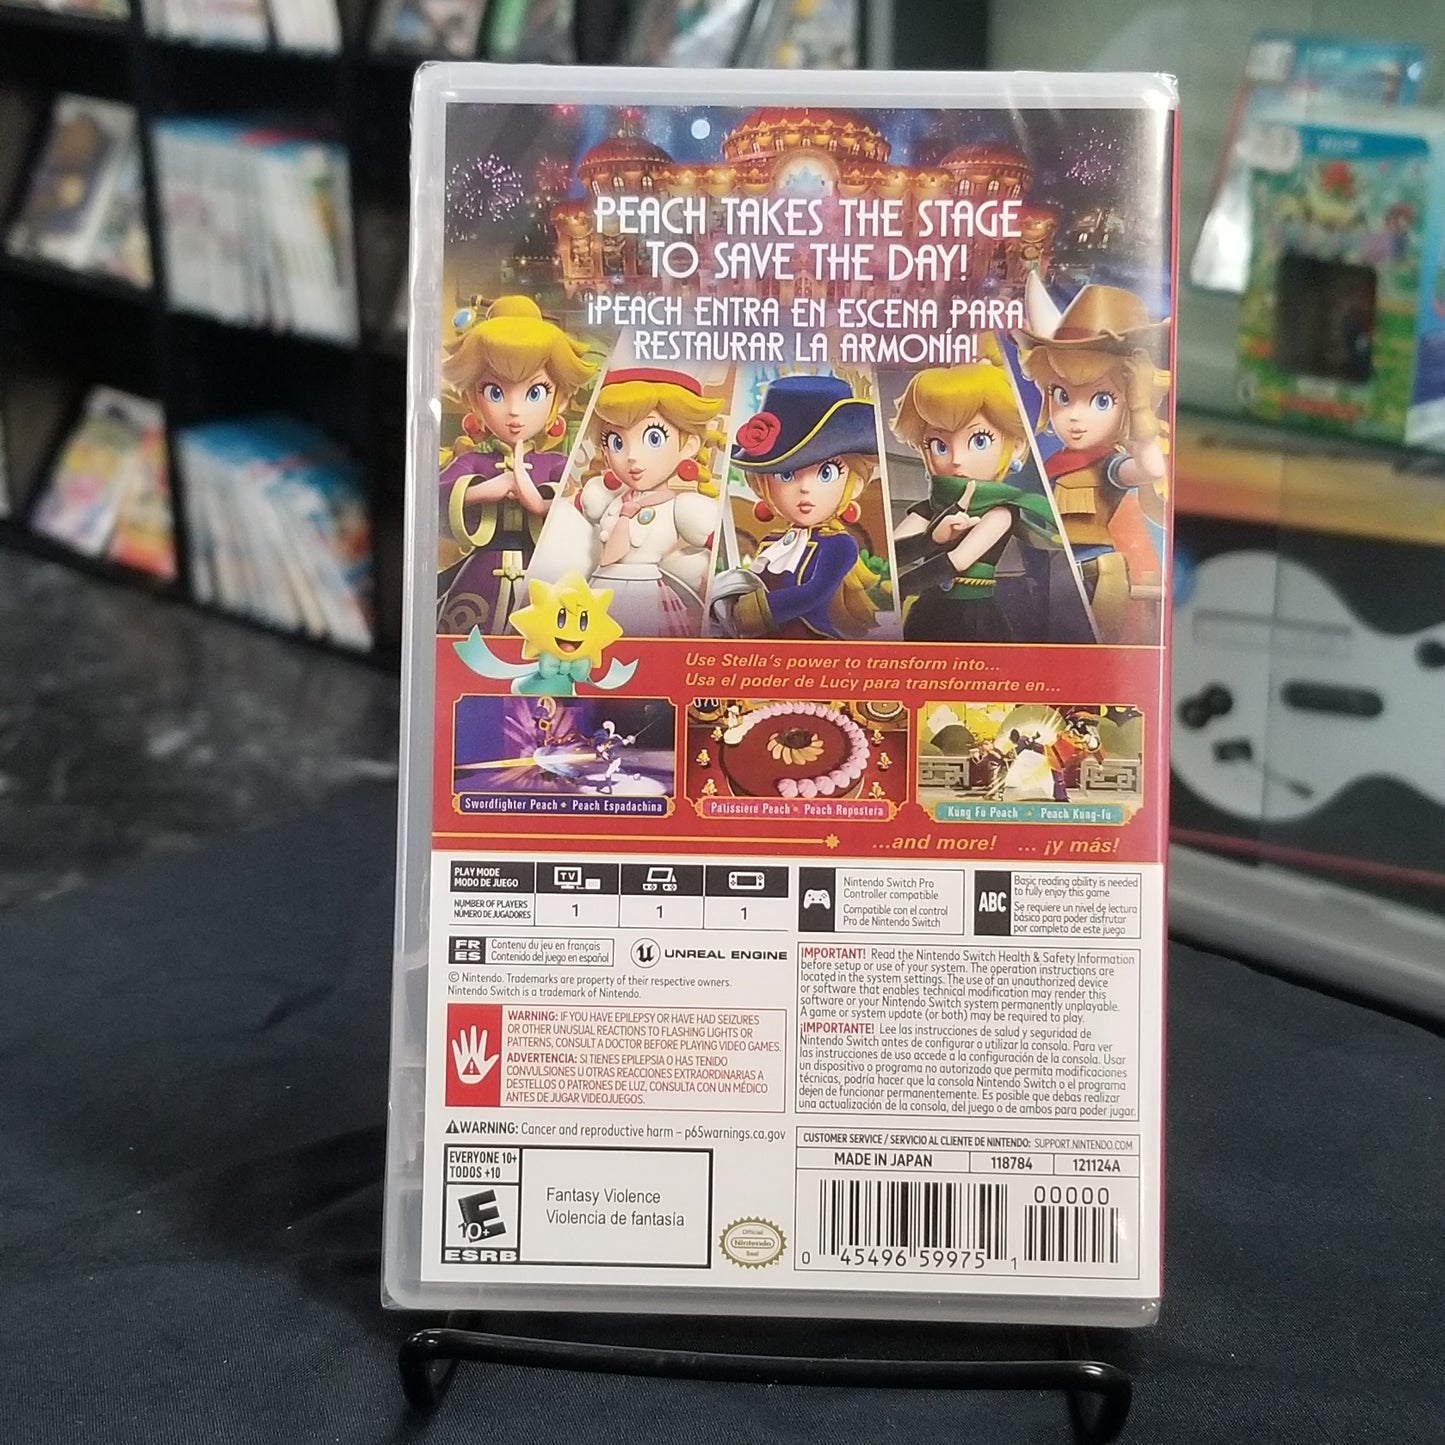 PEACH TAKES THE STAGE
TO SAVE THE DAY!
¡PEACH ENTRA EN ESCENA PARA
RESTAURAR LA ARMONÍA!
Use Stella's power to transform into...
Usa el poder de Lucy para transformarte en...
Swordfighter Peach • Peach Espadachina
Patissiere Peach • Peach Repostera
Kung Fu Peach • Peach Kung-fu
...and more! ... ¡y más!
PLAY MODE
MODO DE JUEGO
TV
NUMBER OF PLAYERS
NÚMERO DE JUGADORES
1 1 1
Nintendo Switch Pro
Controller compatible
Compatible con el control
Pro de Nintendo Switch
ABC
Basic reading ability is needed
to fully enjoy this game
Se requiere un nivel de lectura
básico para poder disfrutar
por completo de este juego
FR
ES
Contenu du jeu en français
Contenido del juego en español
UNREAL ENGINE
© Nintendo. Trademarks are property of their respective owners.
Nintendo Switch is a trademark of Nintendo.
WARNING: IF YOU HAVE EPILEPSY OR HAVE HAD SEIZURES
OR OTHER UNUSUAL REACTIONS TO FLASHING LIGHTS OR
PATTERNS, CONSULT A DOCTOR BEFORE PLAYING VIDEO GAMES.
ADVERTENCIA: SI TIENES EPILEPSIA O HAS TENIDO
CONVULSIONES U OTRAS REACCIONES EXTRAORDINARIAS A
DESTELLOS O PATRONES DE LUZ, CONSULTA CON UN MÉDICO
ANTES DE JUGAR VIDEOJUEGOS.
IMPORTANT! Read the Nintendo Switch Health & Safety Information
before setup or use of your system. The operation instructions are
located in the system settings. The use of an unauthorized device
or software that enables technical modification may render this
software or your Nintendo Switch system permanently unplayable.
A game or system update (or both) may be required to play.
¡IMPORTANTE! Lee las instrucciones de salud y seguridad de
Nintendo Switch antes de configurar o utilizar la consola. Para ver
las instrucciones de uso accede a la configuración de la consola. Usar
un dispositivo o programa no autorizado que permita modificaciones
técnicas, podría hacer que la consola Nintendo Switch o el programa
dejen de funcionar permanentemente. Es posible que debas realizar
una actualización de la consola, del juego o de ambos para poder jugar.
WARNING: Cancer and reproductive harm – p65warnings.ca.gov
EVERYONE 10+
TODOS +10
E
10+
ESRB
Fantasy Violence
Violencia de fantasía
Official
Nintendo
Seal
CUSTOMER SERVICE / SERVICIO AL CLIENTE DE NINTENDO: SUPPORT.NINTENDO.COM
MADE IN JAPAN 118784 121124A
00000
0 45496 59975 1